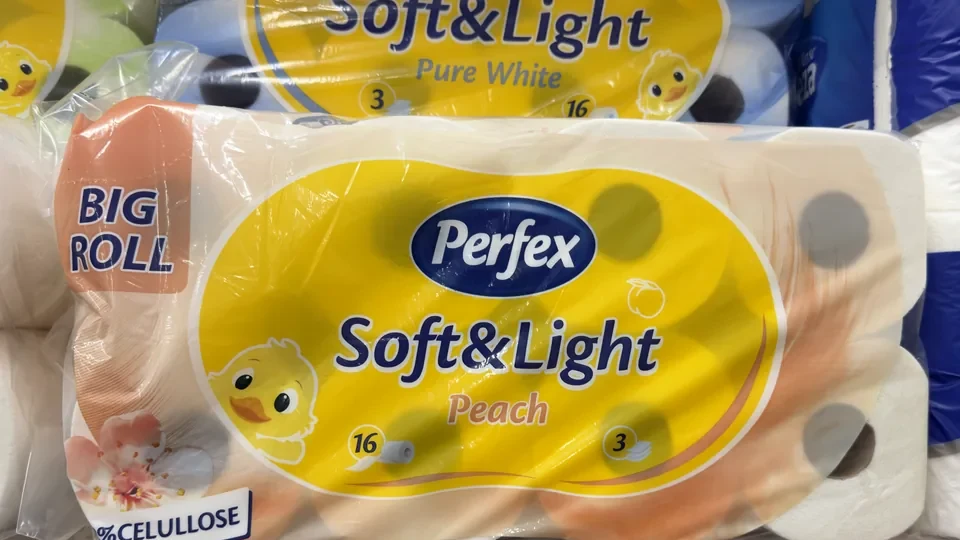 Soft&Light
Pure White
3
16
BIG
ROLL
Perfex
Soft&Light
Peach
16
3
%CELULLOSE